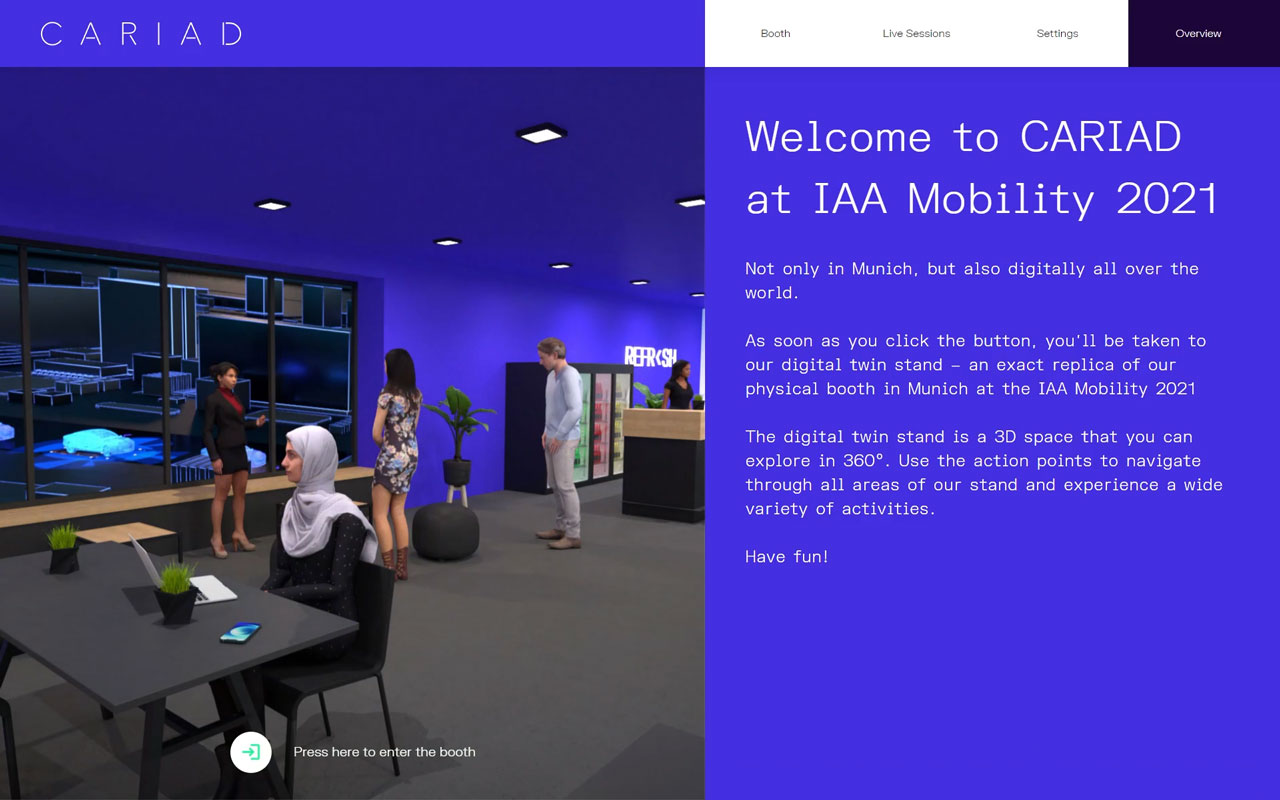 CARIAD
Booth
Live Sessions
Settings
Overview
Welcome to CARIAD
at IAA Mobility 2021
Not only in Munich, but also digitally all over the
world.
As soon as you click the button, you'll be taken to
our digital twin stand – an exact replica of our
physical booth in Munich at the IAA Mobility 2021
The digital twin stand is a 3D space that you can
explore in 360°. Use the action points to navigate
through all areas of our stand and experience a wide
variety of activities.
Have fun!
REFR<SH
Press here to enter the booth